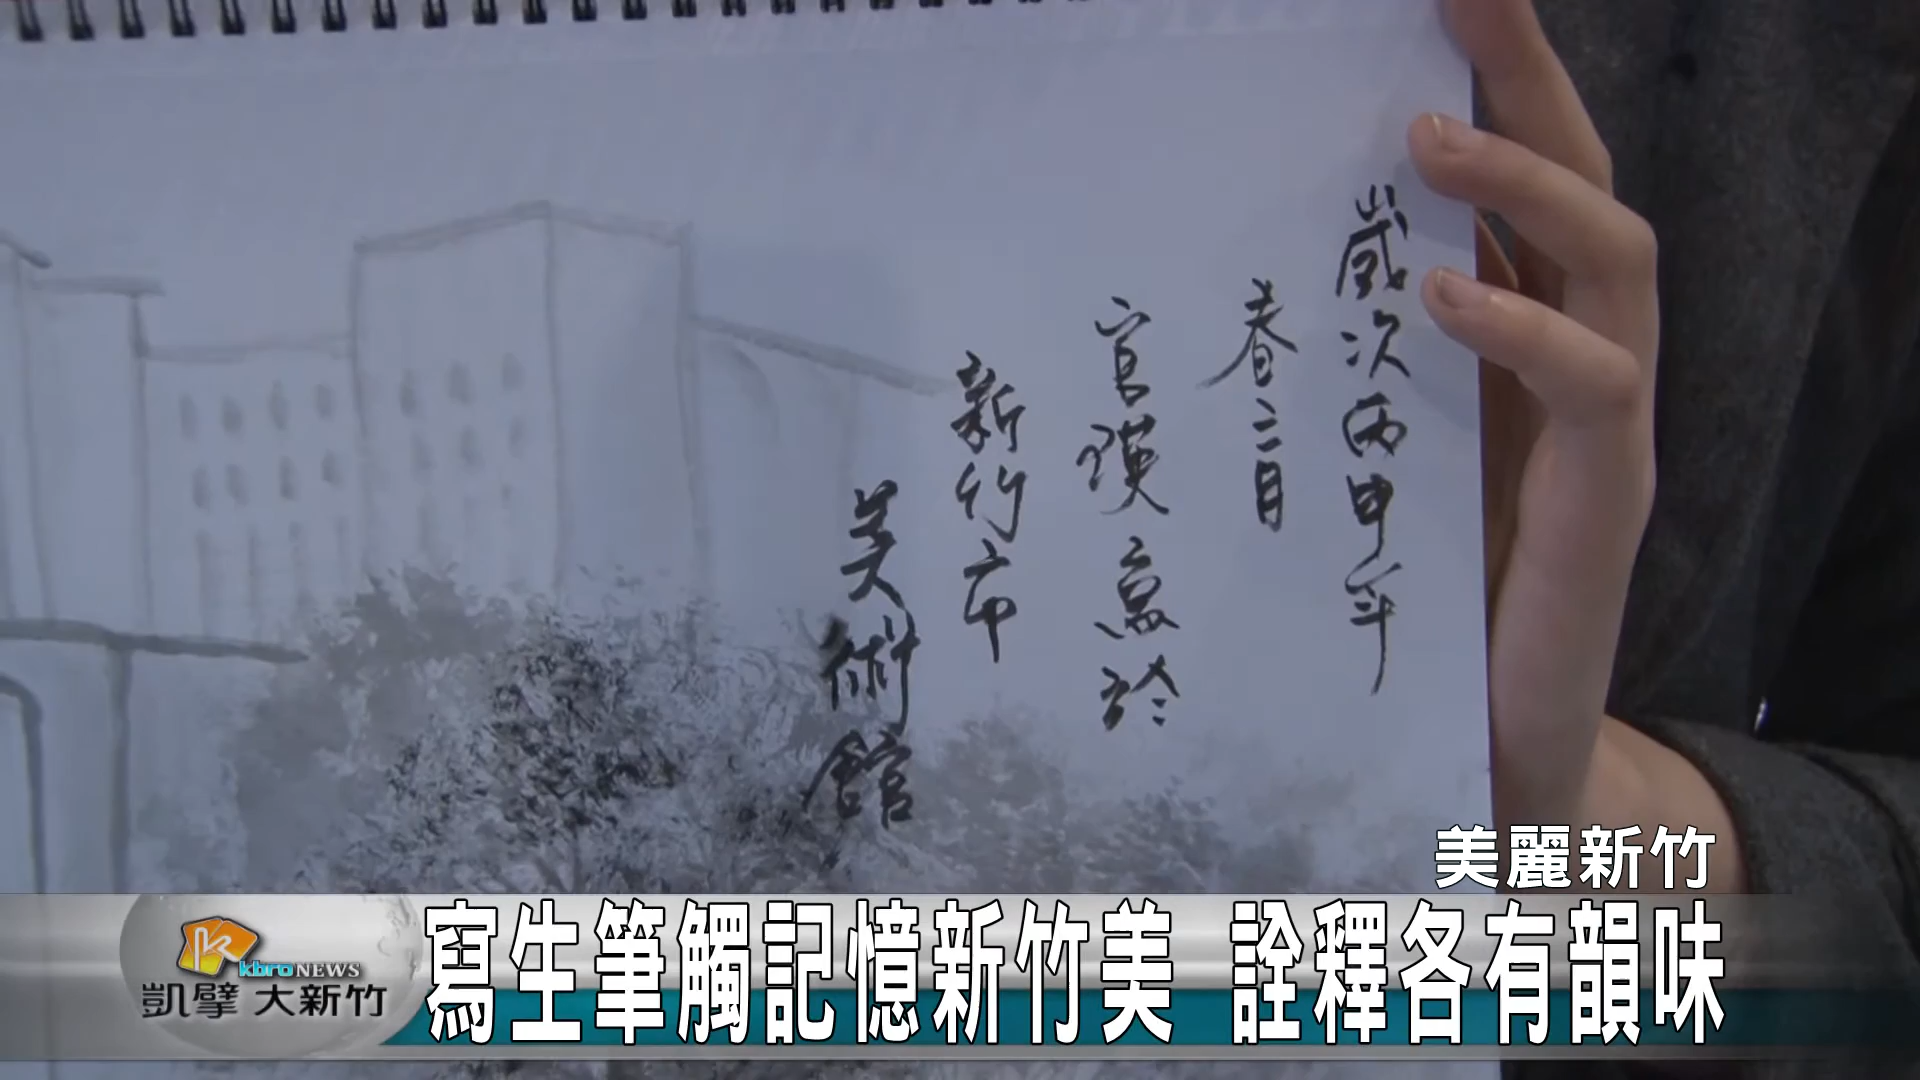 歲次丙申年
春二月
官瑛寫於
新竹市
美術館
美麗新竹
寫生筆觸記憶新竹美 詮釋各有韻味
kbro NEWS
凱擘 大新竹